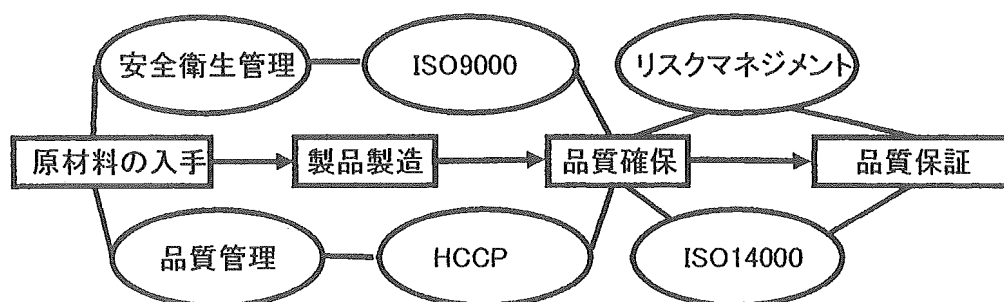 安全衛生管理
ISO9000
リスクマネジメント
原材料の入手
製品製造
品質確保
品質保証
品質管理
HCCP
ISO14000